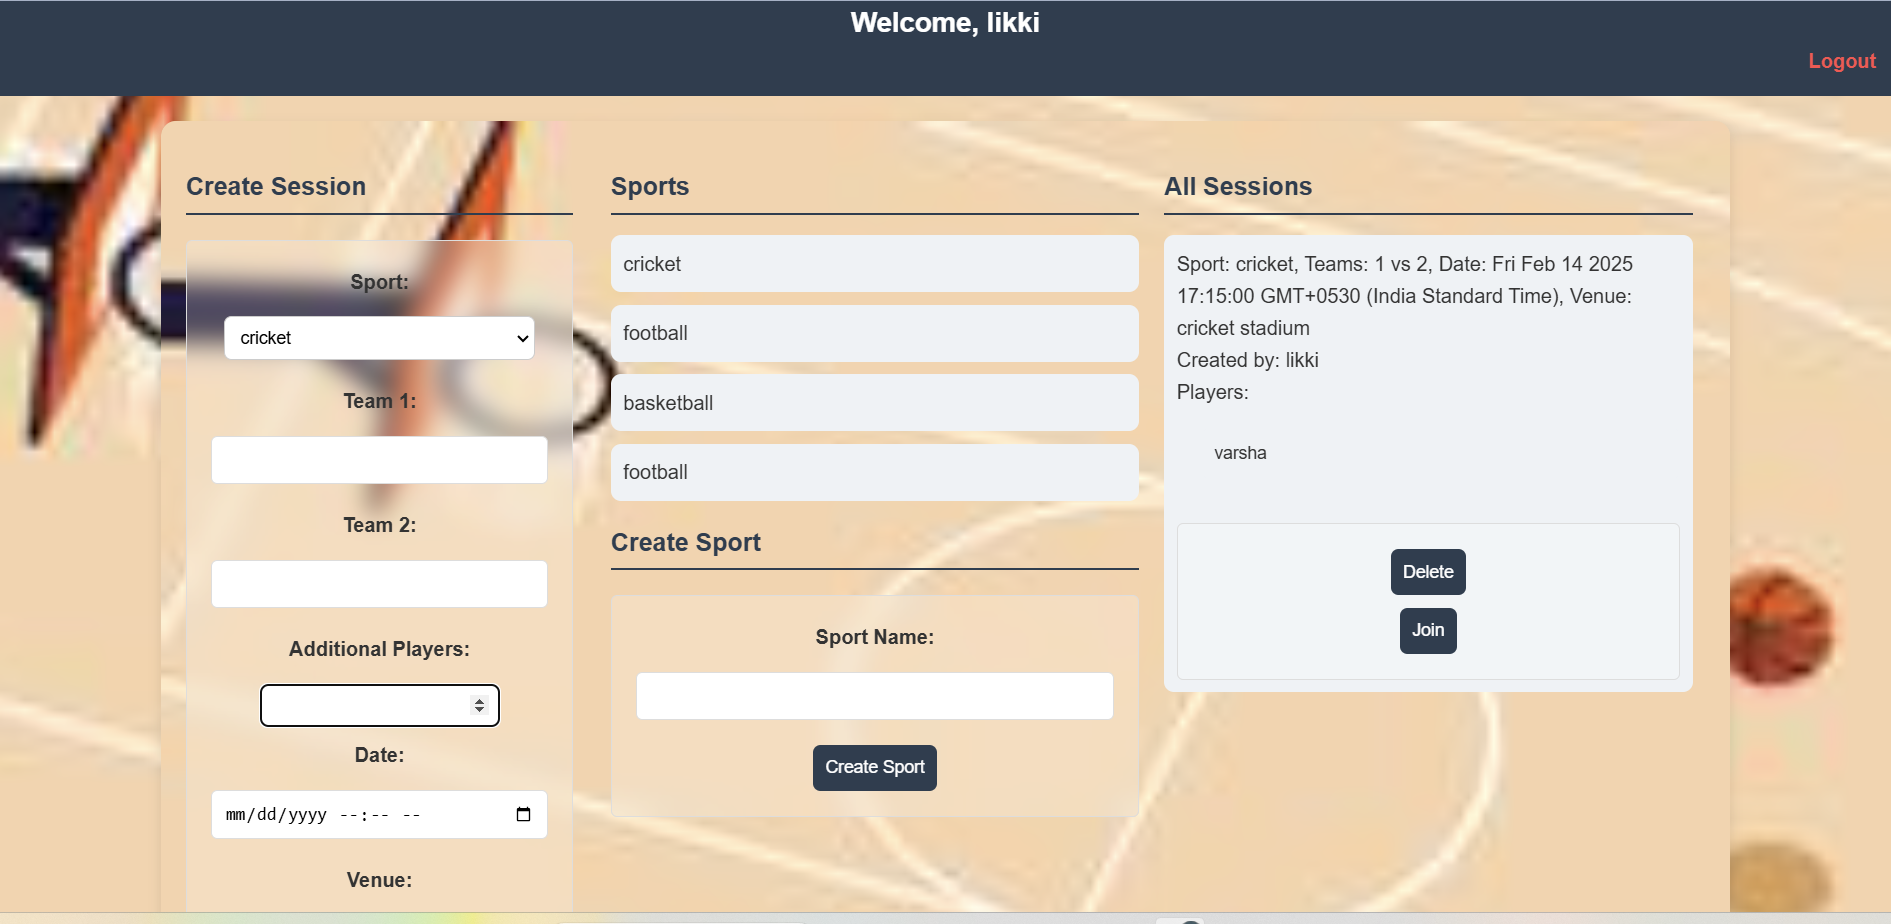 Welcome, likki
Logout
Create Session
Sport:
cricket
Team 1:
Team 2:
Additional Players:
Date:
mm/dd/yyyy --:-- --
Venue:
Sports
cricket
football
basketball
football
Create Sport
Sport Name:
Create Sport
All Sessions
Sport: cricket, Teams: 1 vs 2, Date: Fri Feb 14 2025
17:15:00 GMT+0530 (India Standard Time), Venue:
cricket stadium
Created by: likki
Players:
varsha
Delete
Join